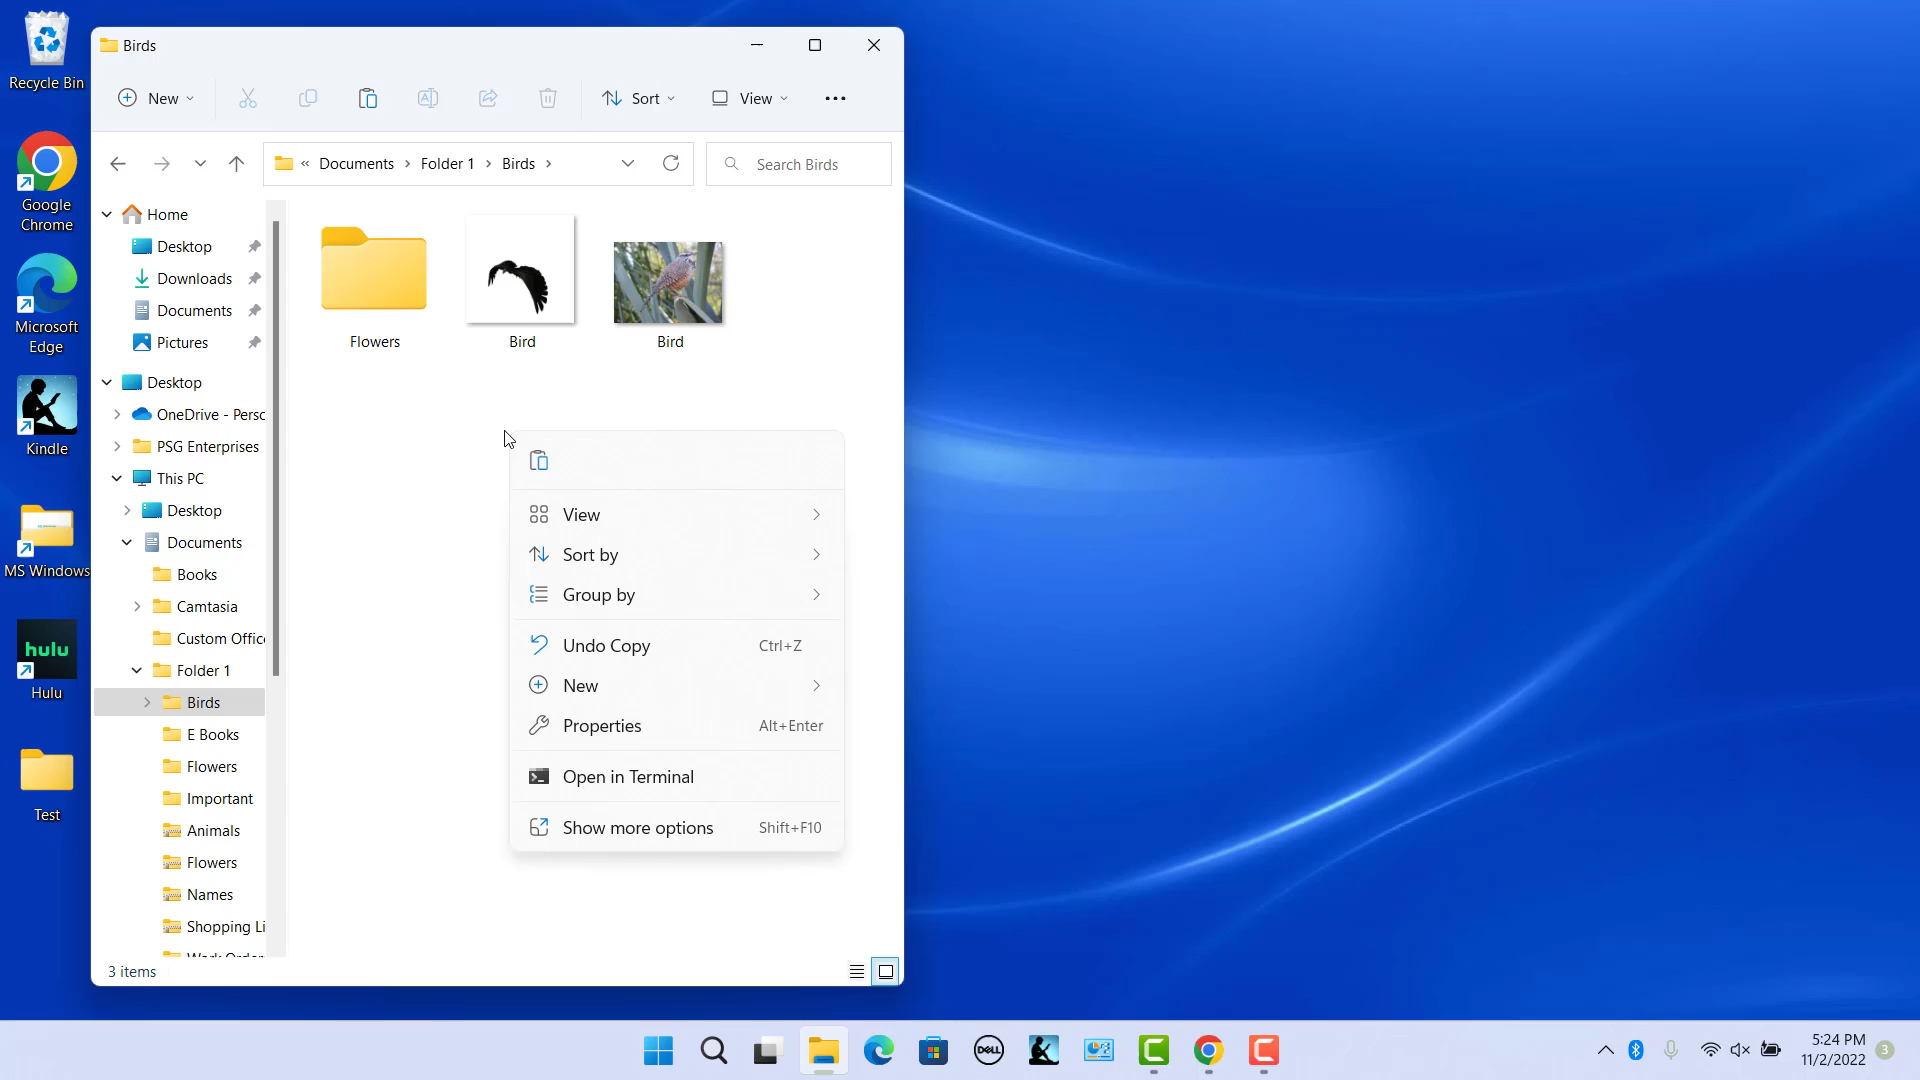 Recycle Bin
Google
Chrome
Microsoft
Edge
Kindle
MS Windows
hulu
Hulu
Test
Birds
New
Sort
View
« Documents > Folder 1 > Birds >
Search Birds
Home
Desktop
Downloads
Documents
Pictures
Desktop
OneDrive - Persc
PSG Enterprises
This PC
Desktop
Documents
Books
Camtasia
Custom Offic
Folder 1
Birds
E Books
Flowers
Important
Animals
Flowers
Names
Shopping Li
Flowers
Bird
Bird
View
Sort by
Group by
Undo Copy Ctrl+Z
New
Properties Alt+Enter
Open in Terminal
Show more options Shift+F10
3 items
DELL
5:24 PM
11/2/2022
3